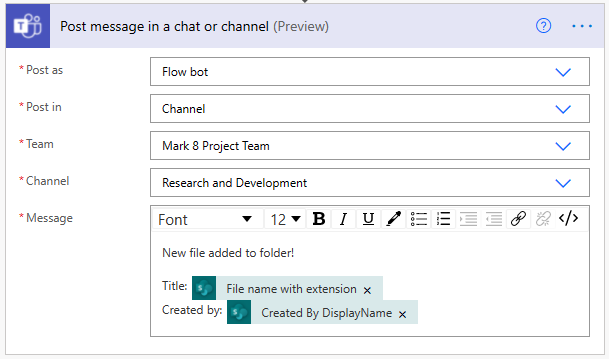 Post message in a chat or channel (Preview)
* Post as
Flow bot
* Post in
Channel
* Team
Mark 8 Project Team
* Channel
Research and Development
* Message
Font 12 B I U </>
New file added to folder!
Title: File name with extension ×
Created by: Created By DisplayName ×